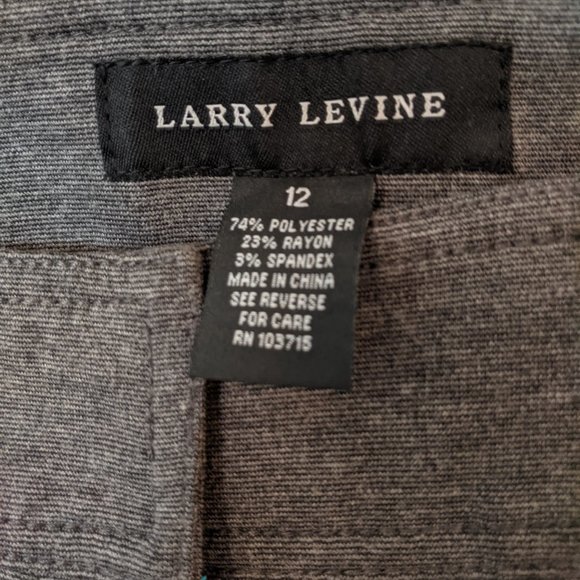 LARRY LEVINE
12
74% POLYESTER
23% RAYON
3% SPANDEX
MADE IN CHINA
SEE REVERSE
FOR CARE
RN 103715